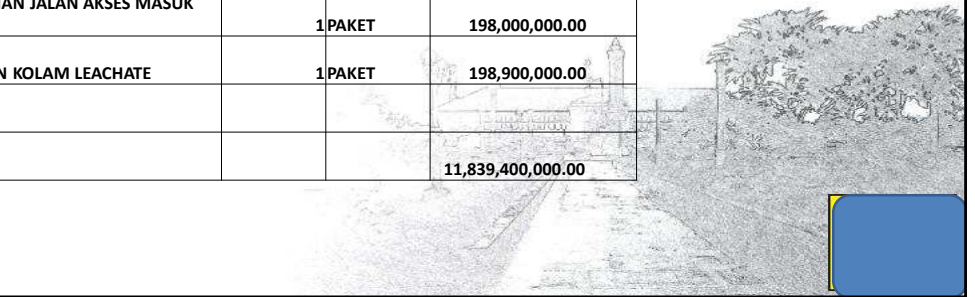 JALAN AKSES MASUK
1 PAKET 198,000,000.00
KOLAM LEACHATE 1 PAKET 198,900,000.00
11,839,400,000.00